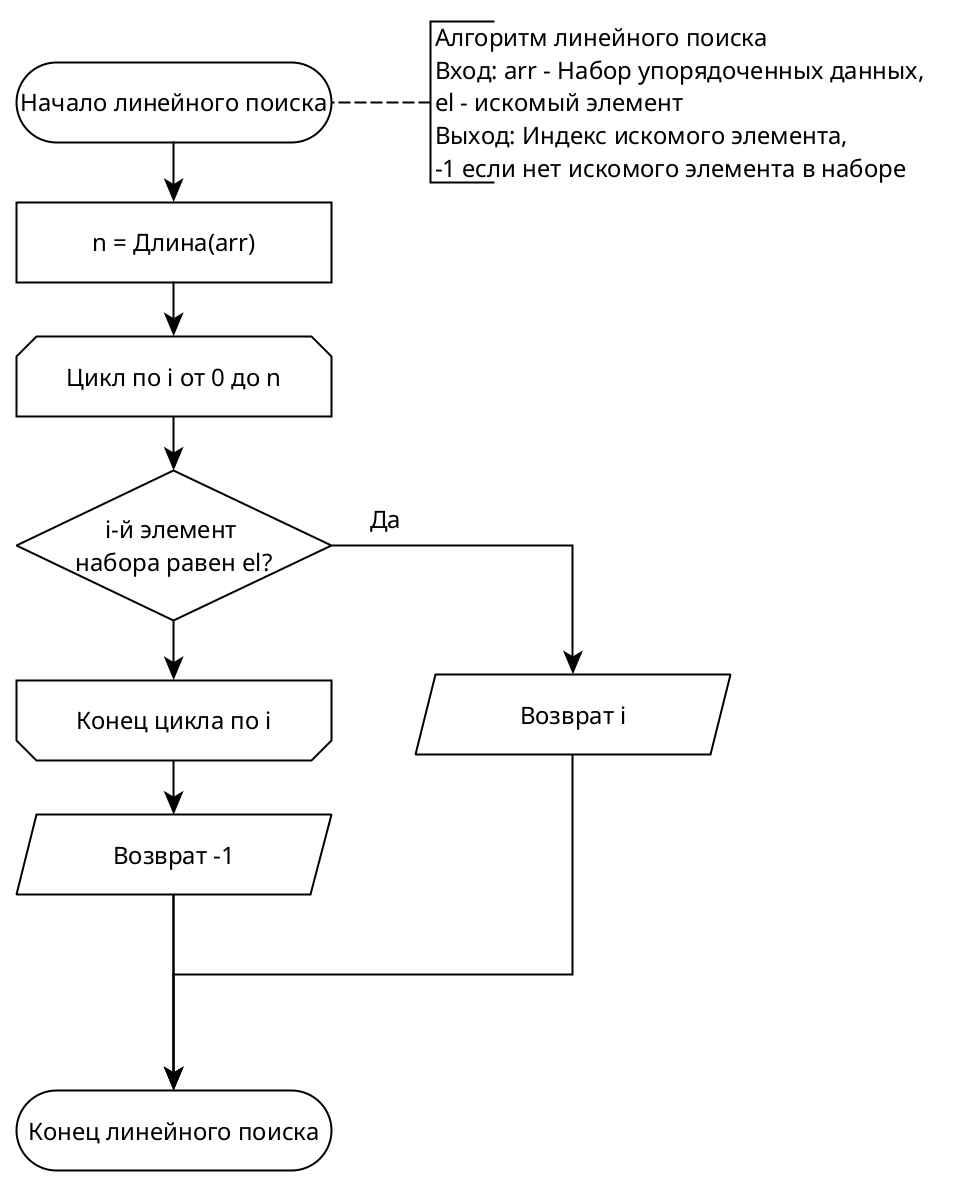 Алгоритм линейного поиска
Вход: arr - Набор упорядоченных данных,
el - искомый элемент
Выход: Индекс искомого элемента,
-1 если нет искомого элемента в наборе
Начало линейного поиска
n = Длина(arr)
Цикл по i от 0 до n
i-й элемент
набора равен el?
Да
Конец цикла по i
Возврат i
Возврат -1
Конец линейного поиска